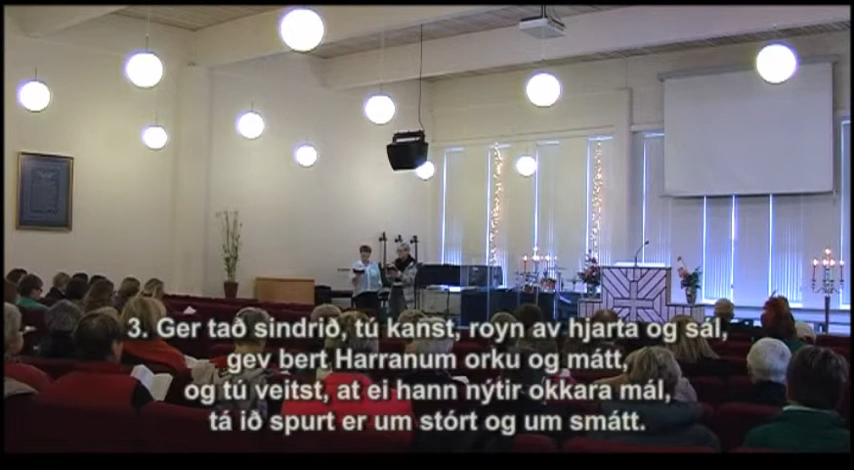 3. Ger tað sindrið, tú kanst, royn av hjarta og sál,
gev bert Harranum orku og mátt,
og tú veitst, at ei hann nýtir okkara mál,
tá ið spurt er um stórt og um smátt.